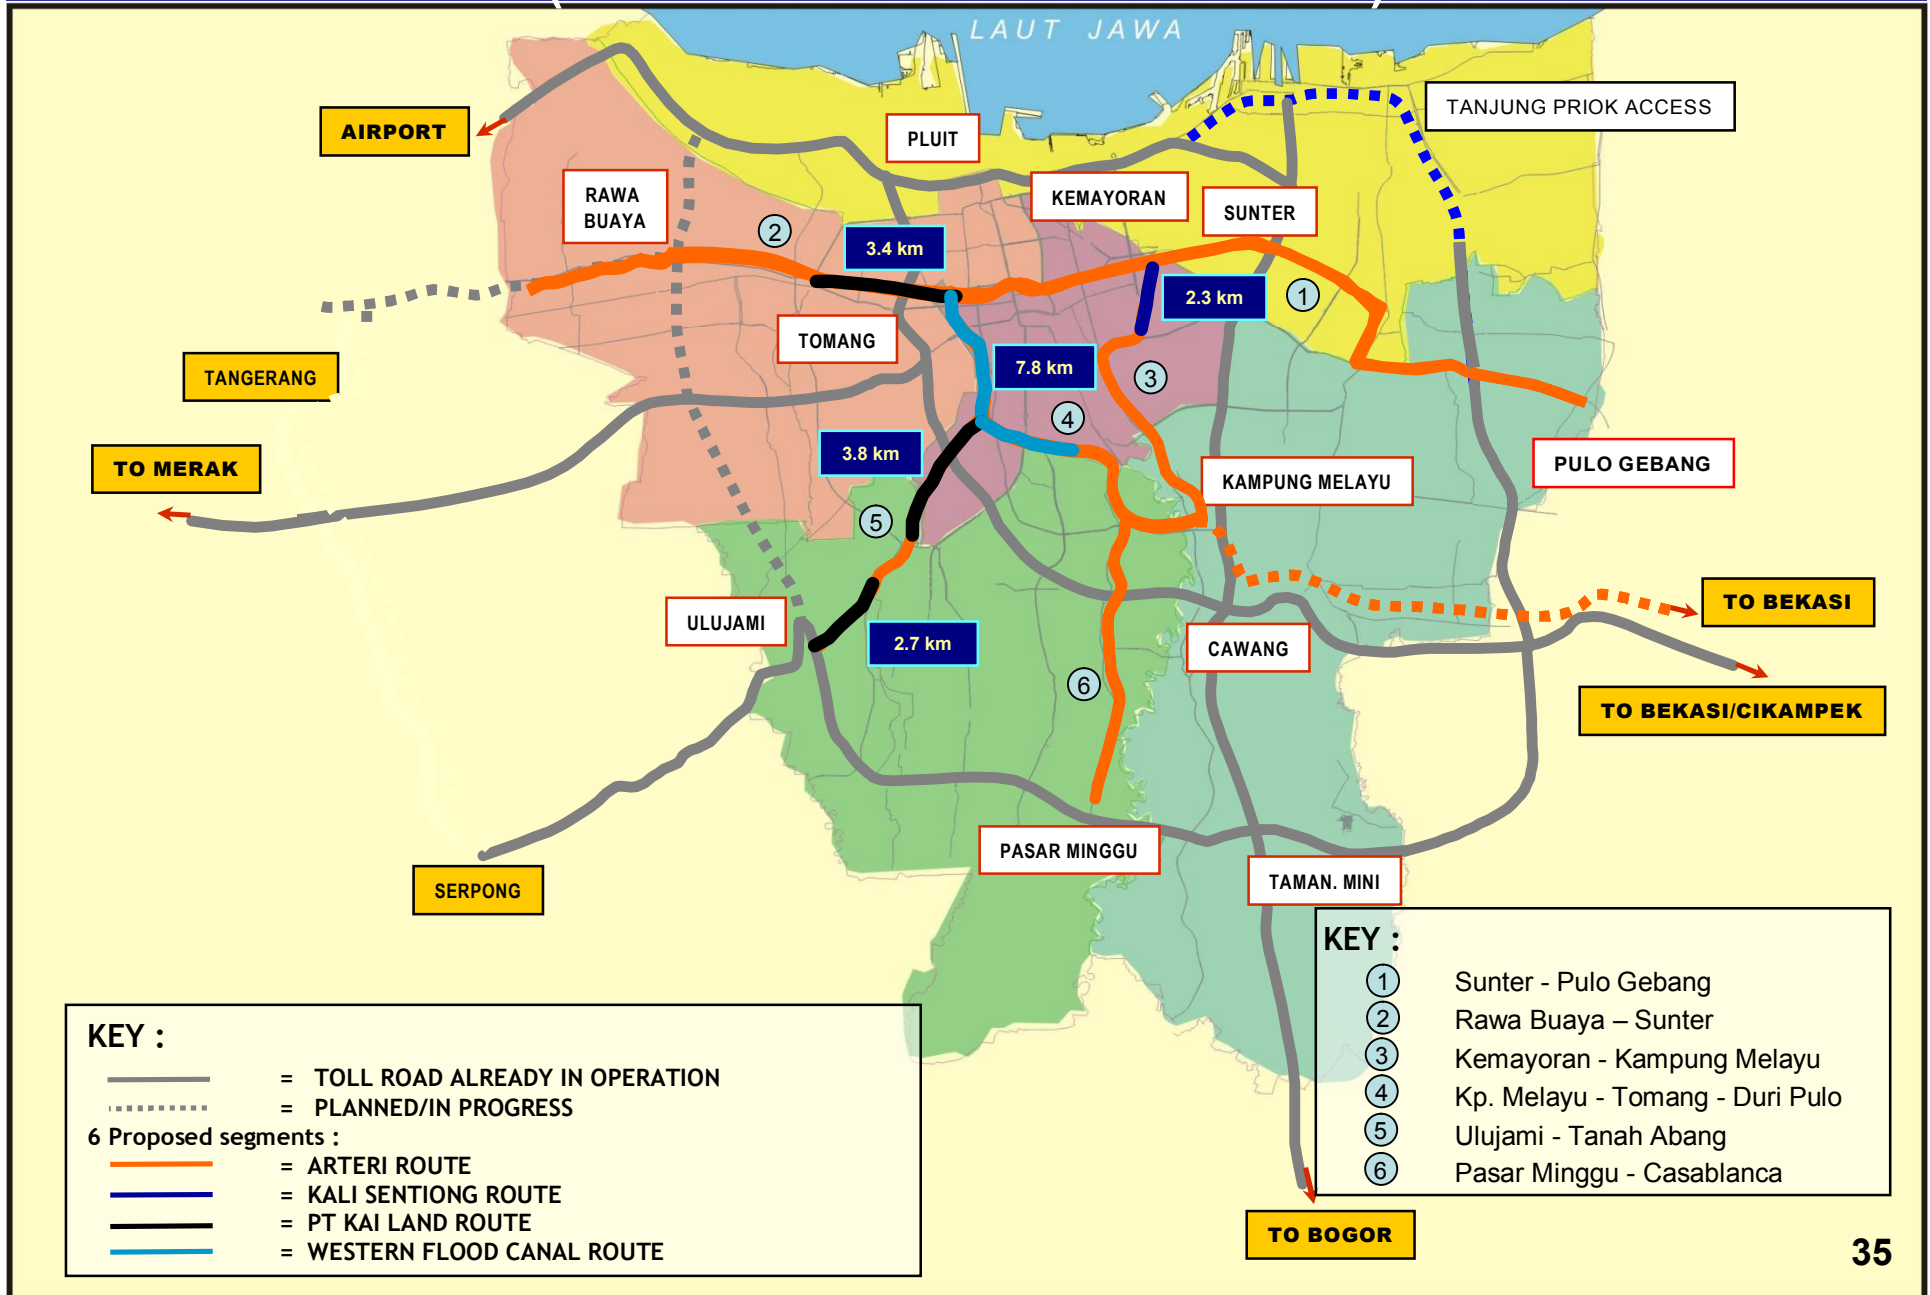 LAUT JAWA
TANJUNG PRIOK ACCESS
AIRPORT
PLUIT
RAWA
BUAYA
KEMAYORAN
SUNTER
2
3.4 km
2.3 km
1
TOMANG
TANGERANG
7.8 km
3
4
3.8 km
TO MERAK
PULO GEBANG
KAMPUNG MELAYU
5
ULUJAMI
2.7 km
CAWANG
TO BEKASI
6
TO BEKASI/CIKAMPEK
PASAR MINGGU
SERPONG
TAMAN. MINI
KEY :
1 Sunter - Pulo Gebang
2 Rawa Buaya – Sunter
3 Kemayoran - Kampung Melayu
4 Kp. Melayu - Tomang - Duri Pulo
5 Ulujami - Tanah Abang
6 Pasar Minggu - Casablanca
KEY :
= TOLL ROAD ALREADY IN OPERATION
= PLANNED/IN PROGRESS
6 Proposed segments :
= ARTERI ROUTE
= KALI SENTIONG ROUTE
= PT KAI LAND ROUTE
= WESTERN FLOOD CANAL ROUTE
TO BOGOR
35